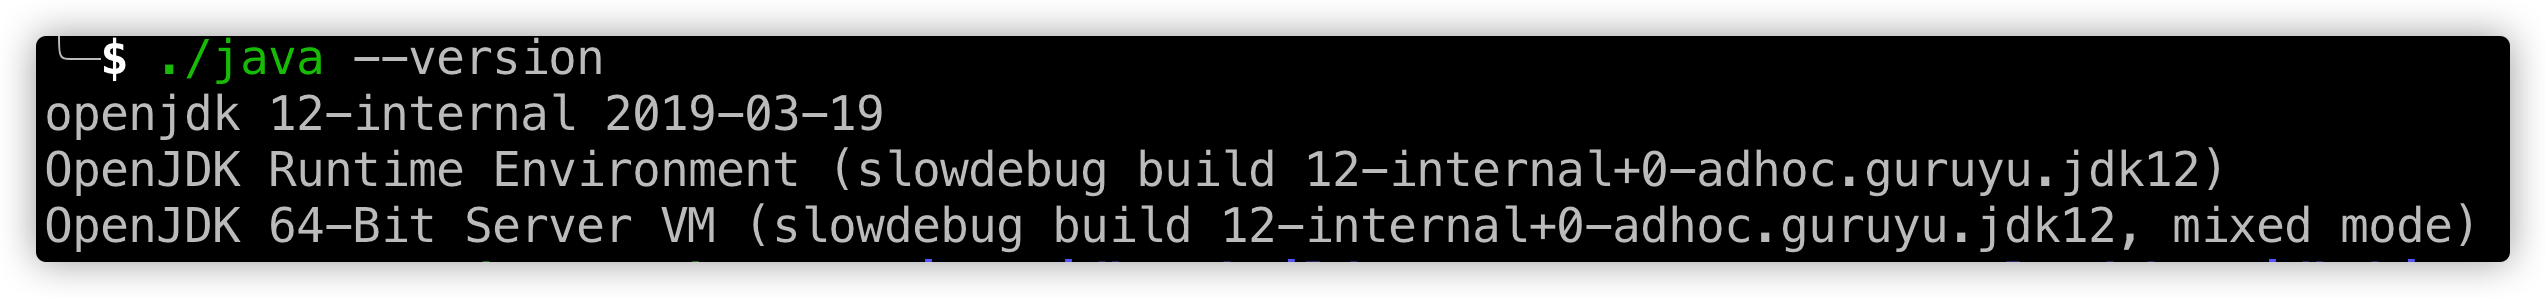 $ ./java --version
openjdk 12-internal 2019-03-19
OpenJDK Runtime Environment (slowdebug build 12-internal+0-adhoc.guruyu.jdk12)
OpenJDK 64-Bit Server VM (slowdebug build 12-internal+0-adhoc.guruyu.jdk12, mixed mode)